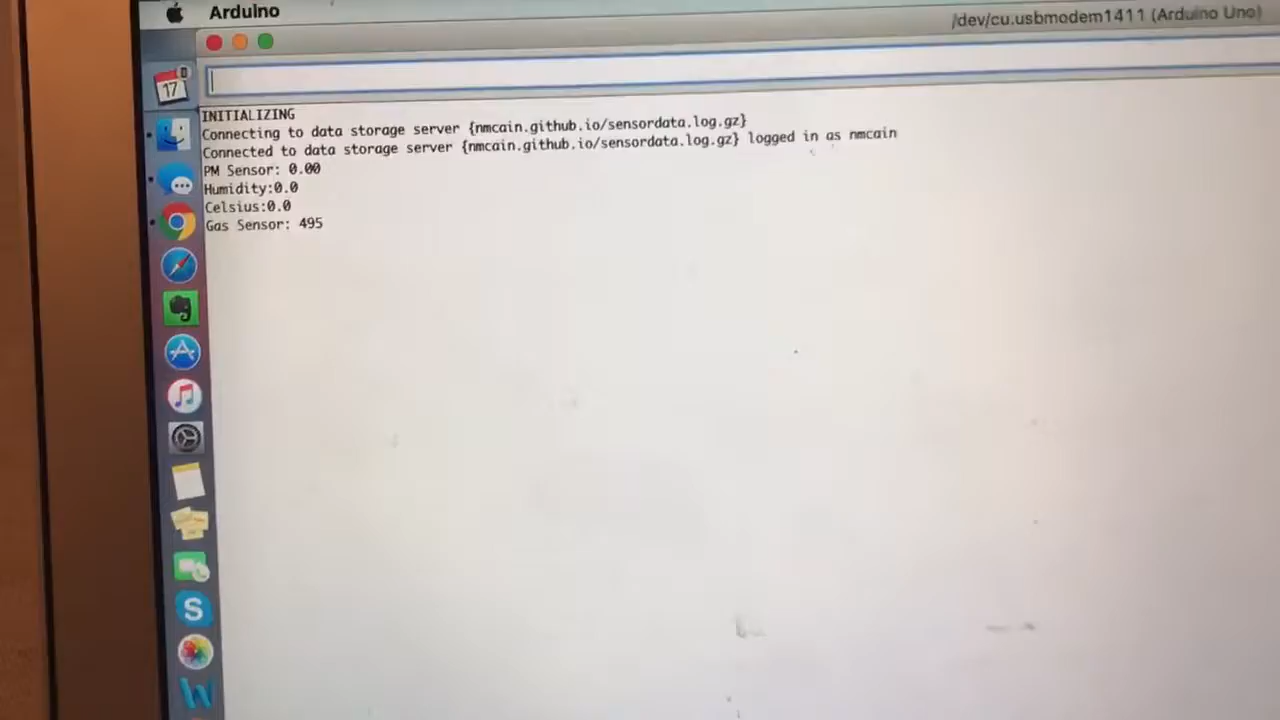 Arduino
/dev/cu.usbmodem1411 (Arduino Uno)
17
INITIALIZING
Connecting to data storage server {nmcain.github.io/sensordata.log.gz}
Connected to data storage server {nmcain.github.io/sensordata.log.gz} logged in as nmcain
PM Sensor: 0.00
Humidity:0.0
Celsius:0.0
Gas Sensor: 495
S
W